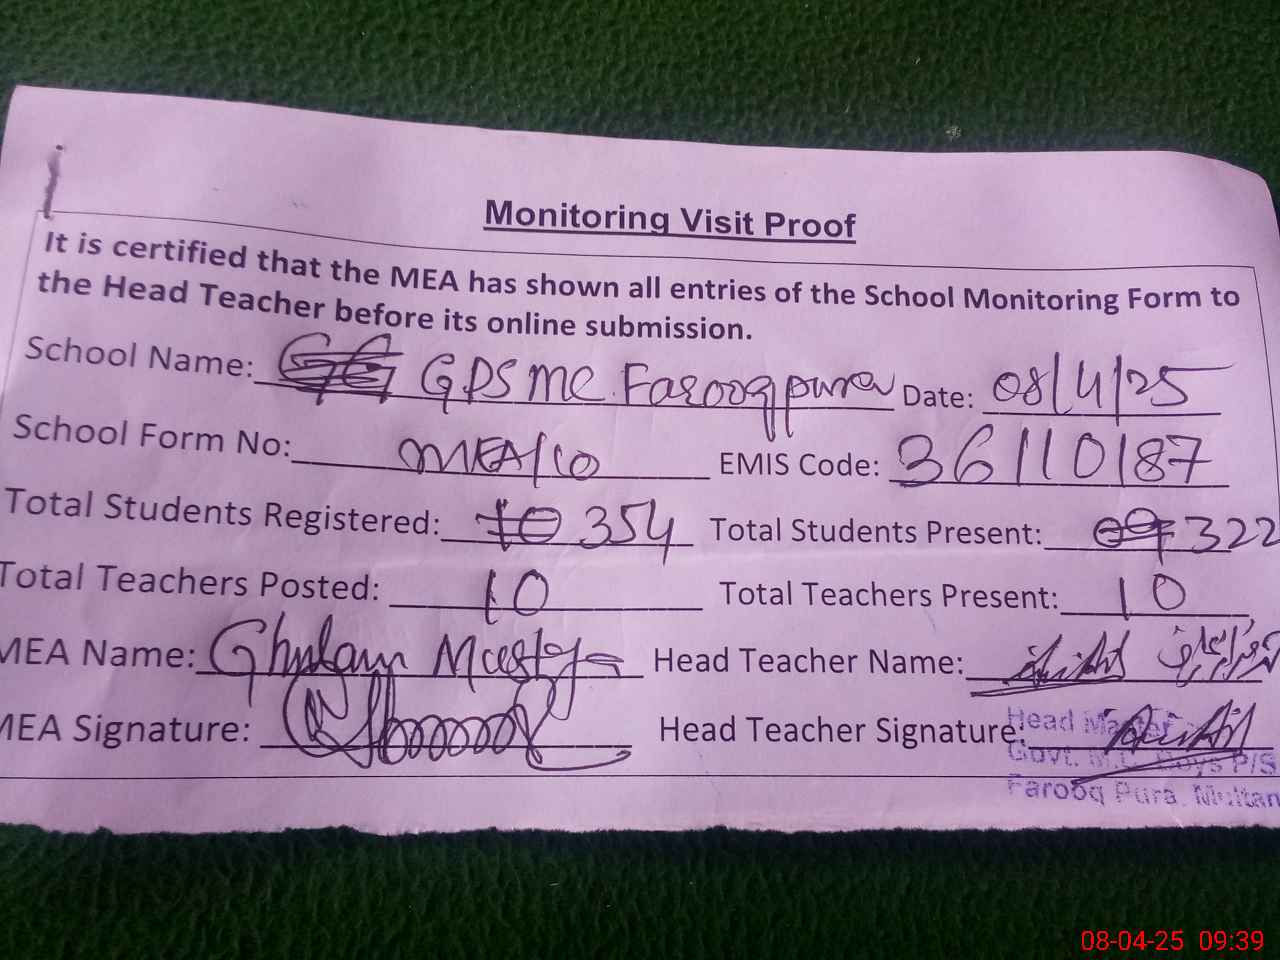 Monitoring Visit Proof
It is certified that the MEA has shown all entries of the School Monitoring Form to
the Head Teacher before its online submission.
School Name: GPS MC Farooqpura Date: 08/4/25
School Form No: MEA/10 EMIS Code: 36110187
Total Students Registered: 354 Total Students Present: 322
Total Teachers Posted: 10 Total Teachers Present: 10
MEA Name: Ghulam Mustafa Head Teacher Name:
MEA Signature: Head Teacher Signature:
Head Master
Govt. M.C. Boys P/S
Farooq Pura, Multan
08-04-25 09:39